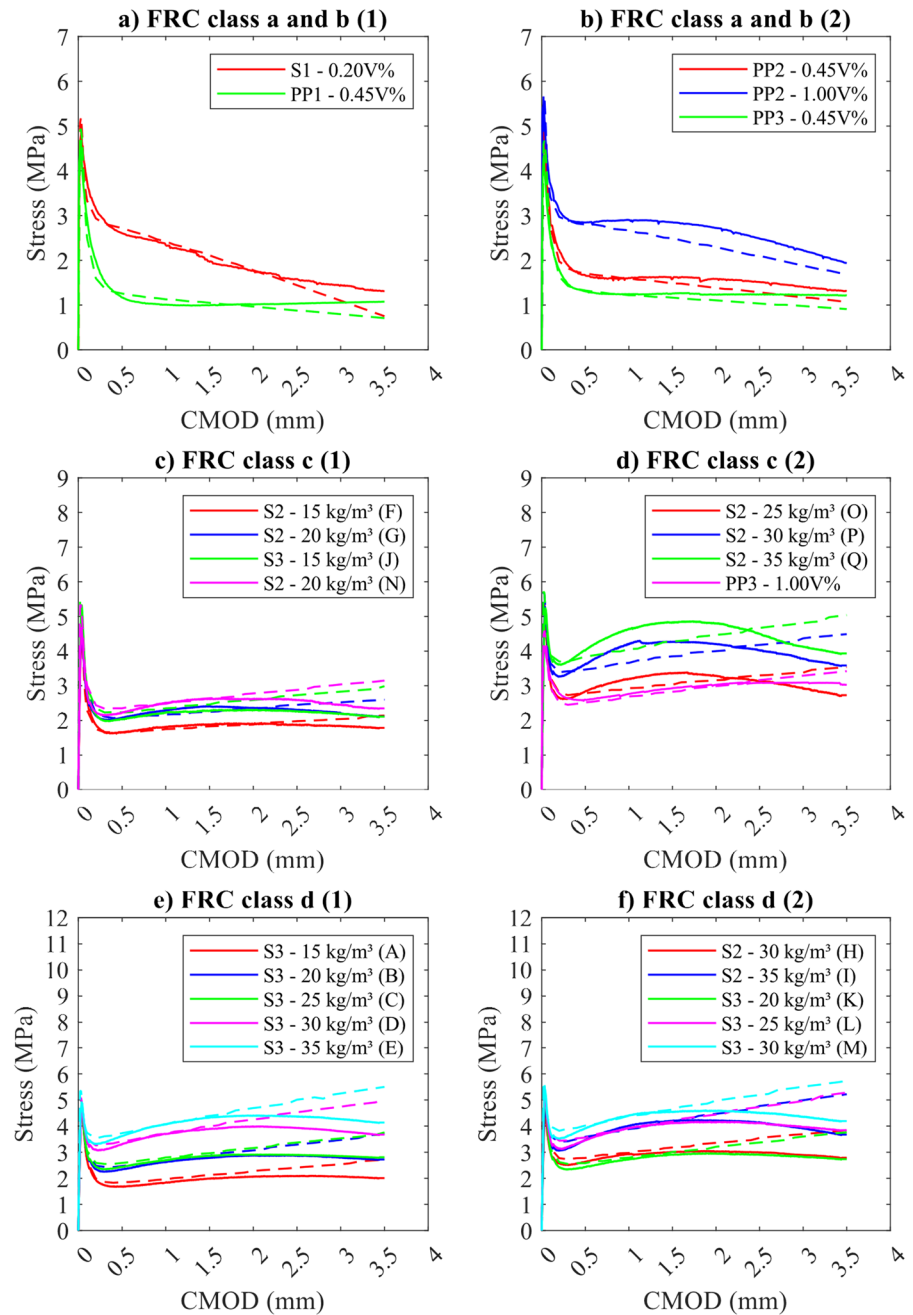 a) FRC class a and b (1)
7
6
5
4
3
2
1
0
Stress (MPa)
S1 - 0.20V%
PP1 - 0.45V%
0 0.5 1 1.5 2 2.5 3 3.5 4
CMOD (mm)
b) FRC class a and b (2)
7
6
5
4
3
2
1
0
Stress (MPa)
PP2 - 0.45V%
PP2 - 1.00V%
PP3 - 0.45V%
0 0.5 1 1.5 2 2.5 3 3.5 4
CMOD (mm)
c) FRC class c (1)
9
8
7
6
5
4
3
2
1
0
Stress (MPa)
S2 - 15 kg/m³ (F)
S2 - 20 kg/m³ (G)
S3 - 15 kg/m³ (J)
S2 - 20 kg/m³ (N)
0 0.5 1 1.5 2 2.5 3 3.5 4
CMOD (mm)
d) FRC class c (2)
9
8
7
6
5
4
3
2
1
0
Stress (MPa)
S2 - 25 kg/m³ (O)
S2 - 30 kg/m³ (P)
S2 - 35 kg/m³ (Q)
PP3 - 1.00V%
0 0.5 1 1.5 2 2.5 3 3.5 4
CMOD (mm)
e) FRC class d (1)
12
11
10
9
8
7
6
5
4
3
2
1
0
Stress (MPa)
S3 - 15 kg/m³ (A)
S3 - 20 kg/m³ (B)
S3 - 25 kg/m³ (C)
S3 - 30 kg/m³ (D)
S3 - 35 kg/m³ (E)
0 0.5 1 1.5 2 2.5 3 3.5 4
CMOD (mm)
f) FRC class d (2)
12
11
10
9
8
7
6
5
4
3
2
1
0
Stress (MPa)
S2 - 30 kg/m³ (H)
S2 - 35 kg/m³ (I)
S3 - 20 kg/m³ (K)
S3 - 25 kg/m³ (L)
S3 - 30 kg/m³ (M)
0 0.5 1 1.5 2 2.5 3 3.5 4
CMOD (mm)